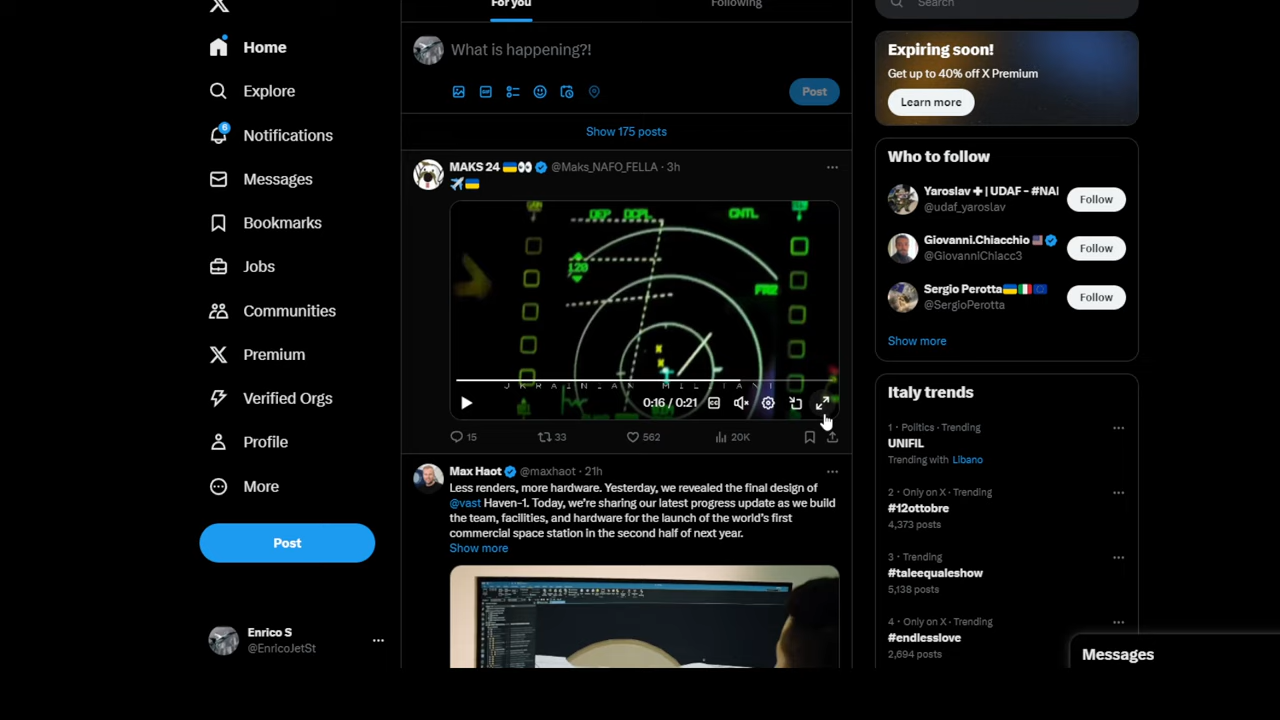 For you
Following
Search
Home
Explore
6
Notifications
Messages
Bookmarks
Jobs
Communities
Premium
Verified Orgs
Profile
More
Post
Enrico S
@EnricoJetSt
What is happening?!
Post
Show 175 posts
MAKS 24 @Maks_NAFO_FELLA · 3h
DEP DCPL CNTL
120
FR2
U K R A I N I A N M I L I T A R Y
0:16 / 0:21
15 33 562 20K
Max Haot @maxhaot · 21h
Less renders, more hardware. Yesterday, we revealed the final design of
@vast Haven-1. Today, we're sharing our latest progress update as we build
the team, facilities, and hardware for the launch of the world's first
commercial space station in the second half of next year.
Show more
Expiring soon!
Get up to 40% off X Premium
Learn more
Who to follow
Yaroslav | UDAF - #NA
@udaf_yaroslav
Follow
Giovanni.Chiacchio
@GiovanniChiacc3
Follow
Sergio Perotta
@SergioPerotta
Follow
Show more
Italy trends
1 · Politics · Trending
UNIFIL
Trending with Libano
2 · Only on X · Trending
#12ottobre
4,373 posts
3 · Trending
#taleequaleshow
5,138 posts
4 · Only on X · Trending
#endlesslove
2,694 posts
Messages